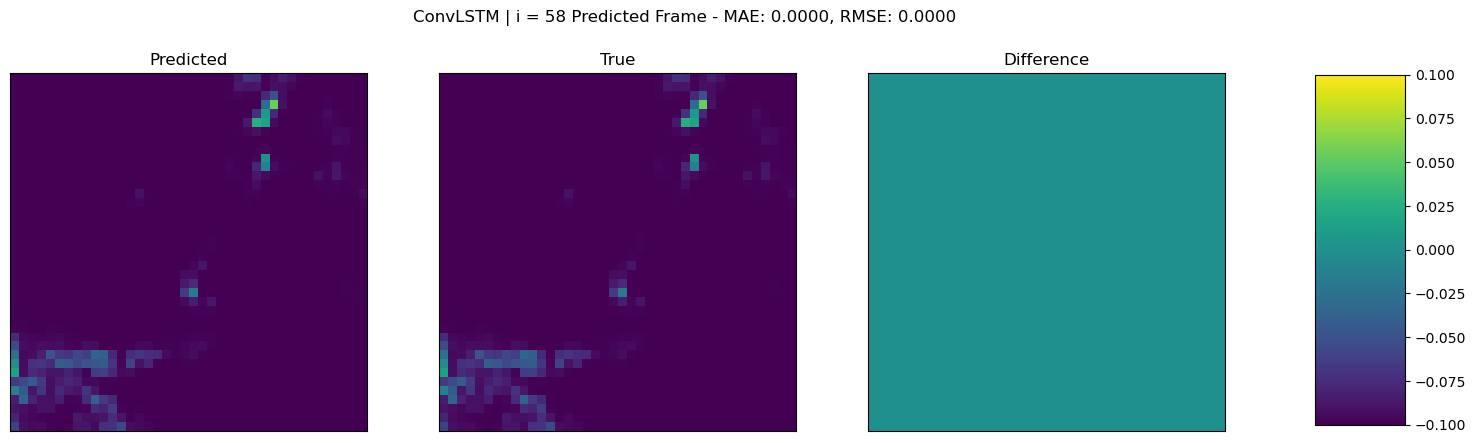 ConvLSTM | i = 58 Predicted Frame - MAE: 0.0000, RMSE: 0.0000
Predicted
True
Difference
0.100
0.075
0.050
0.025
0.000
−0.025
−0.050
−0.075
−0.100